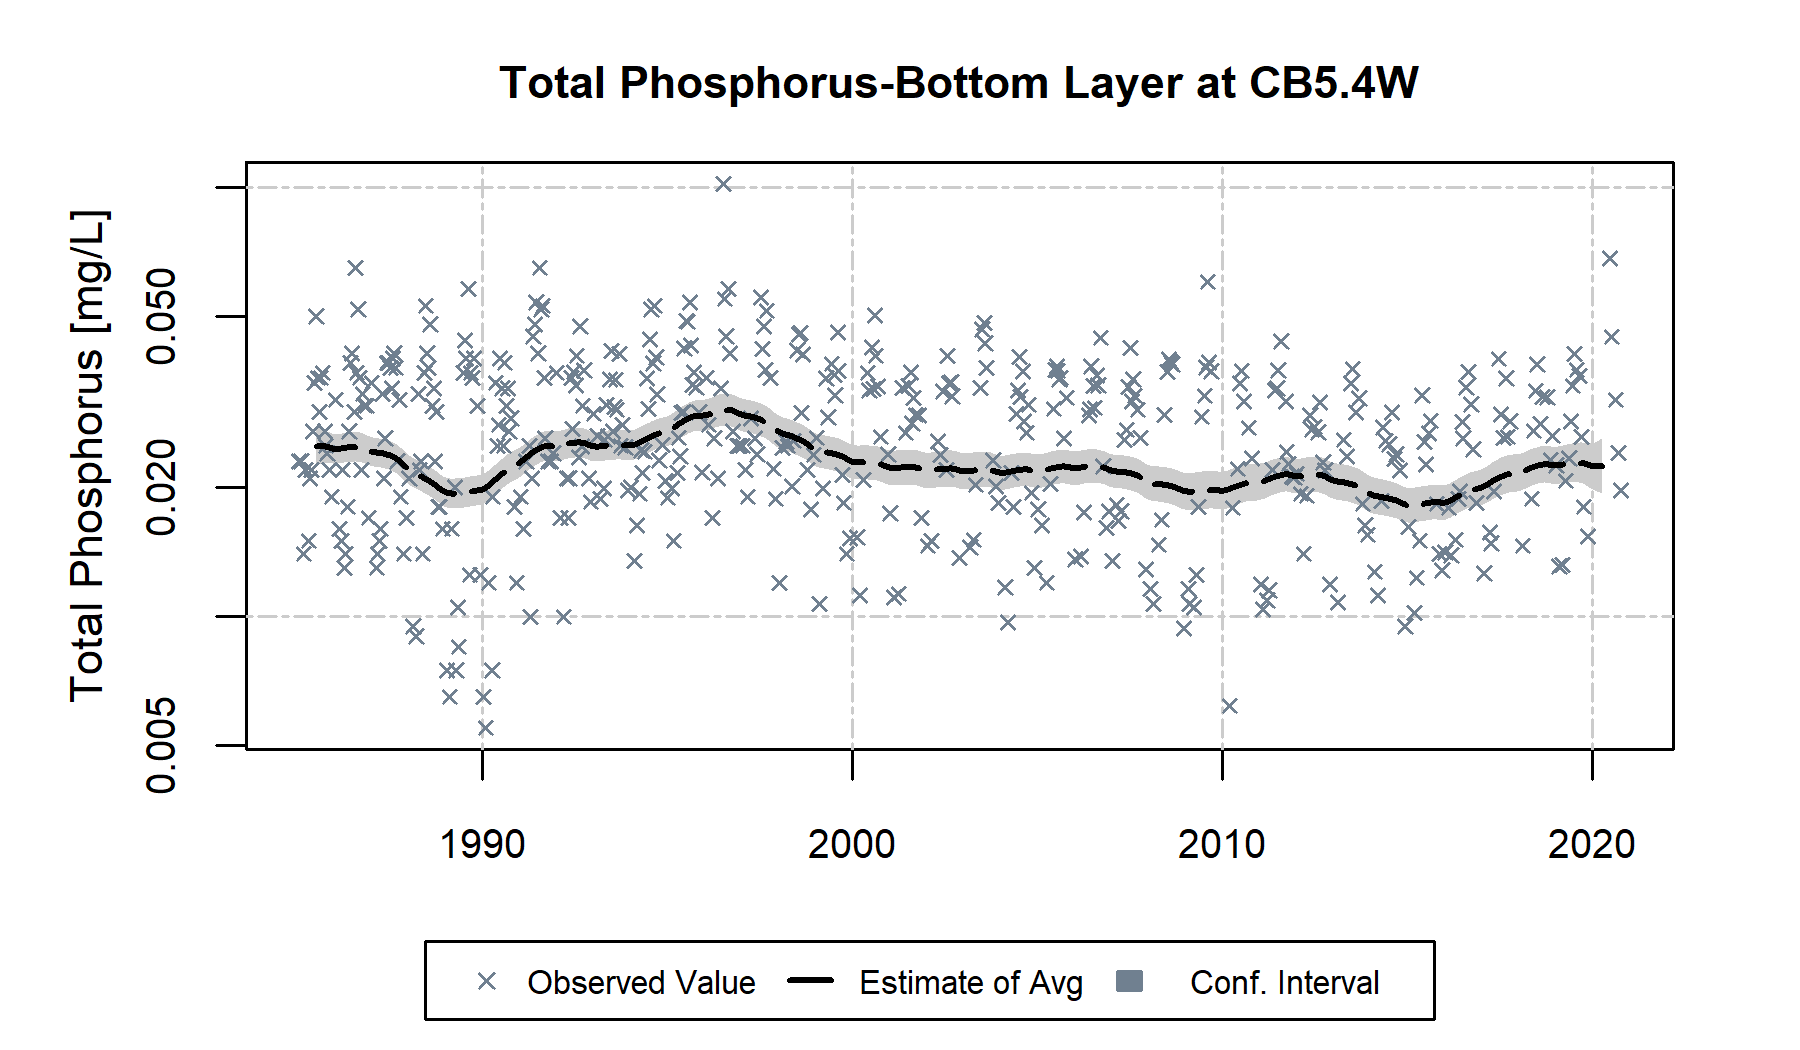 Total Phosphorus-Bottom Layer at CB5.4W
Total Phosphorus [mg/L]
0.050
0.020
0.005
1990 2000 2010 2020
Observed Value Estimate of Avg Conf. Interval